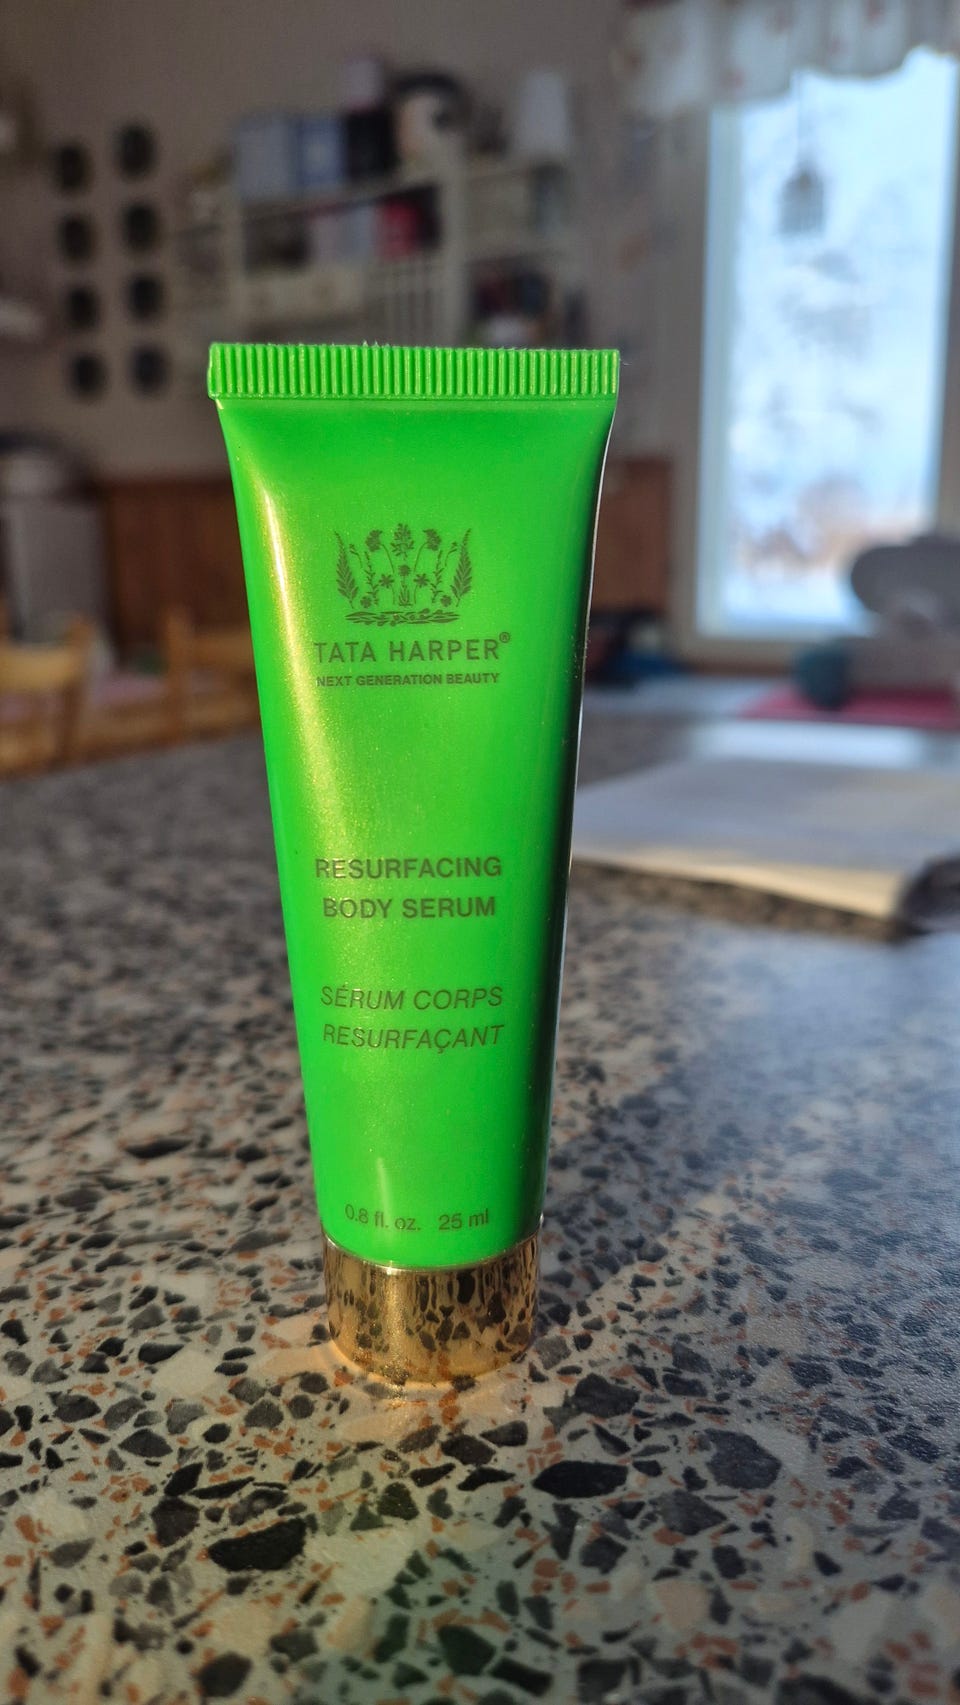 TATA HARPER®
NEXT GENERATION BEAUTY
RESURFACING
BODY SERUM
SÉRUM CORPS
RESURFAÇANT
0.8 fl. oz. 25 ml